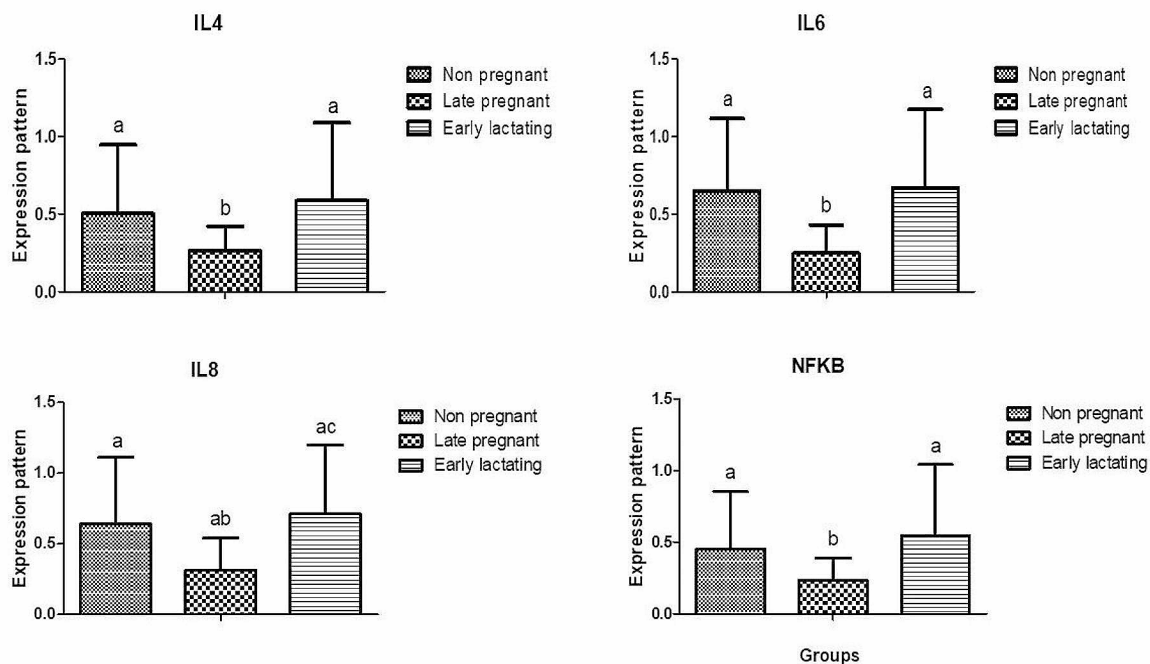 IL4
Expression pattern
1.5
1.0
0.5
0.0
a
b
a
Non pregnant
Late pregnant
Early lactating
IL6
Expression pattern
1.5
1.0
0.5
0.0
a
b
a
Non pregnant
Late pregnant
Early lactating
IL8
Expression pattern
1.5
1.0
0.5
0.0
a
ab
ac
Non pregnant
Late pregnant
Early lactating
NFKB
Expression pattern
1.5
1.0
0.5
0.0
a
b
a
Non pregnant
Late pregnant
Early lactating
Groups